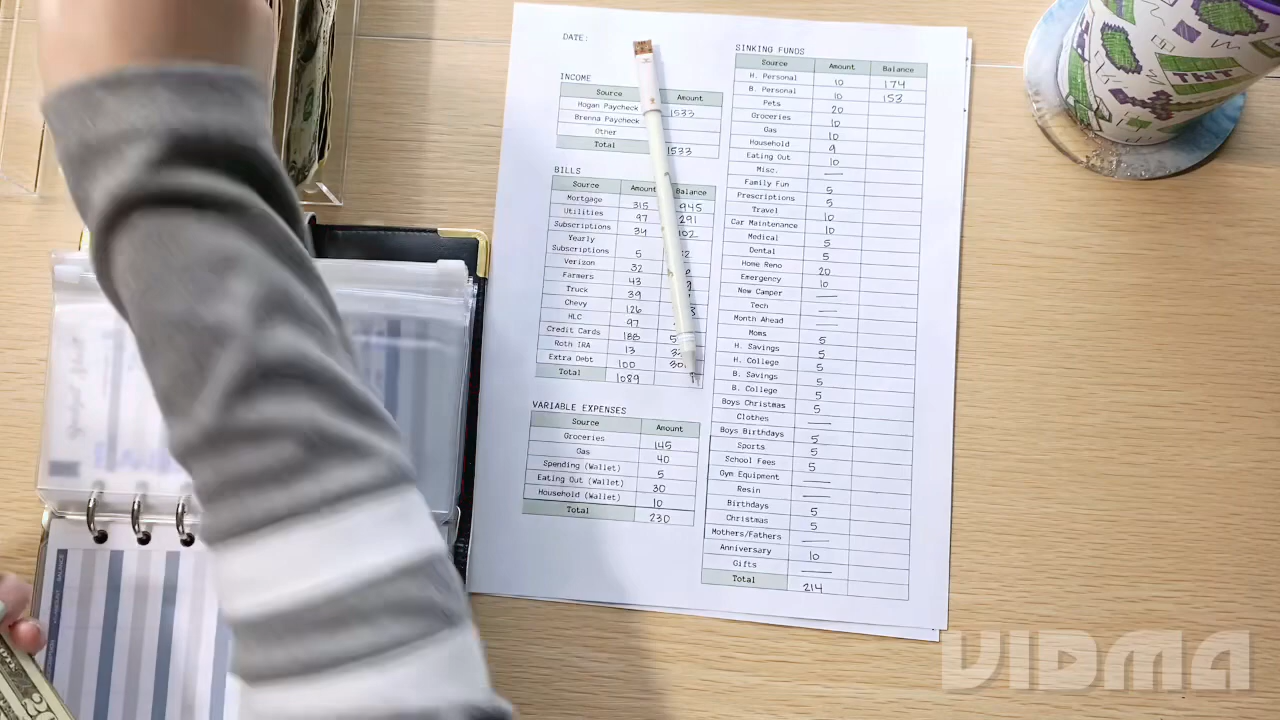 DATE:
INCOME
Source Amount
Hogan Paycheck 1533
Brenna Paycheck
Other
Total 1533
BILLS
Source Amount Balance
Mortgage 315 945
Utilities 97 291
Subscriptions 34 102
Yearly
Subscriptions 5
Verizon 32
Farmers 43
Truck 39
Chevy 126
HLC 97
Credit Cards 188
Roth IRA 13
Extra Debt 100
Total 1089
VARIABLE EXPENSES
Source Amount
Groceries 145
Gas 40
Spending (Wallet) 5
Eating Out (Wallet) 30
Household (Wallet) 10
Total 230
SINKING FUNDS
Source Amount Balance
H. Personal 10 174
B. Personal 10 153
Pets 20
Groceries 10
Gas 10
Household 9
Eating Out 10
Misc. —
Family Fun 5
Prescriptions 5
Travel 10
Car Maintenance 10
Medical 5
Dental 5
Home Reno 20
Emergency 10
New Camper —
Tech —
Month Ahead —
Moms 5
H. Savings 5
H. College 5
B. Savings 5
B. College 5
Boys Christmas 5
Clothes —
Boys Birthdays 5
Sports 5
School Fees 5
Gym Equipment —
Resin —
Birthdays 5
Christmas 5
Mothers/Fathers —
Anniversary 10
Gifts —
Total 214
TNT
BALANCE
VIDMA